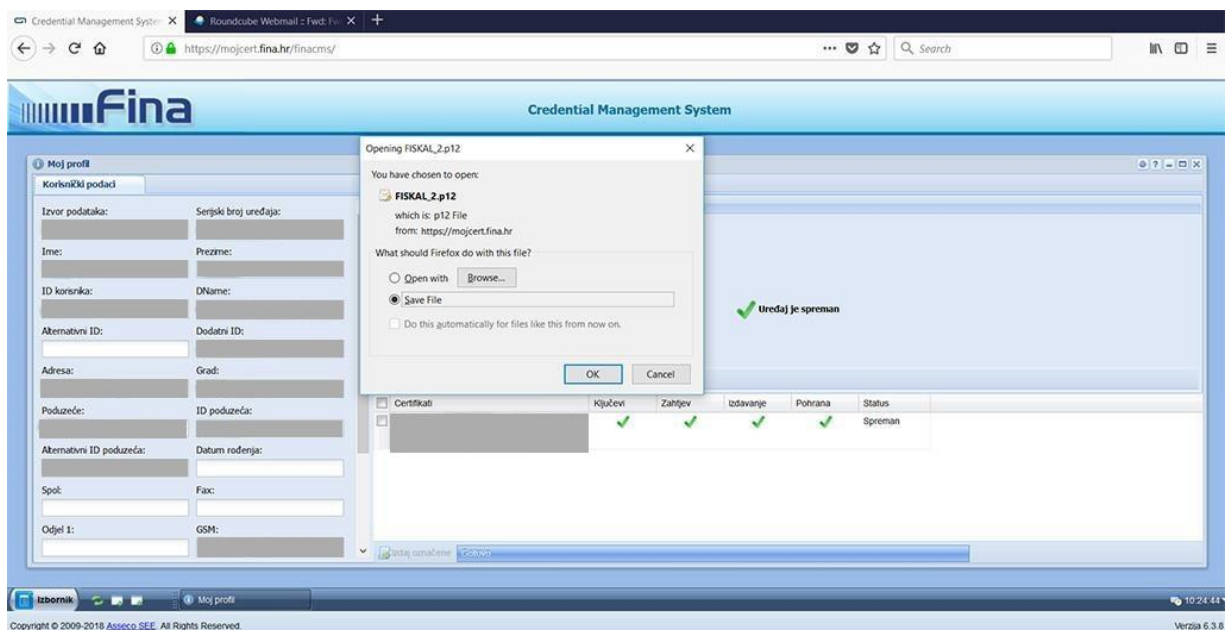 Credential Management System
Roundcube Webmail :: Fwd: Fw
https://mojcert.fina.hr/finacms/
Search
Fina
Credential Management System
Moj profil
Korisnički podaci
Izvor podataka:
Serijski broj uređaja:
Ime:
Prezime:
ID korisnika:
DName:
Alternativni ID:
Dodatni ID:
Adresa:
Grad:
Poduzeće:
ID poduzeća:
Alternativni ID poduzeća:
Datum rođenja:
Spol:
Fax:
Odjel 1:
GSM:
Opening FISKAL_2.p12
You have chosen to open:
FISKAL_2.p12
which is: p12 File
from: https://mojcert.fina.hr
What should Firefox do with this file?
Open with
Browse...
Save File
Do this automatically for files like this from now on.
OK
Cancel
Uređaj je spreman
Certifikati
Ključevi
Zahtjev
Izdavanje
Pohrana
Status
Spreman
Izdaj označene
Gotovo
Izbornik
Moj profil
10:24:44
Copyright © 2009-2018 Asseco SEE. All Rights Reserved.
Verzija 6.3.8